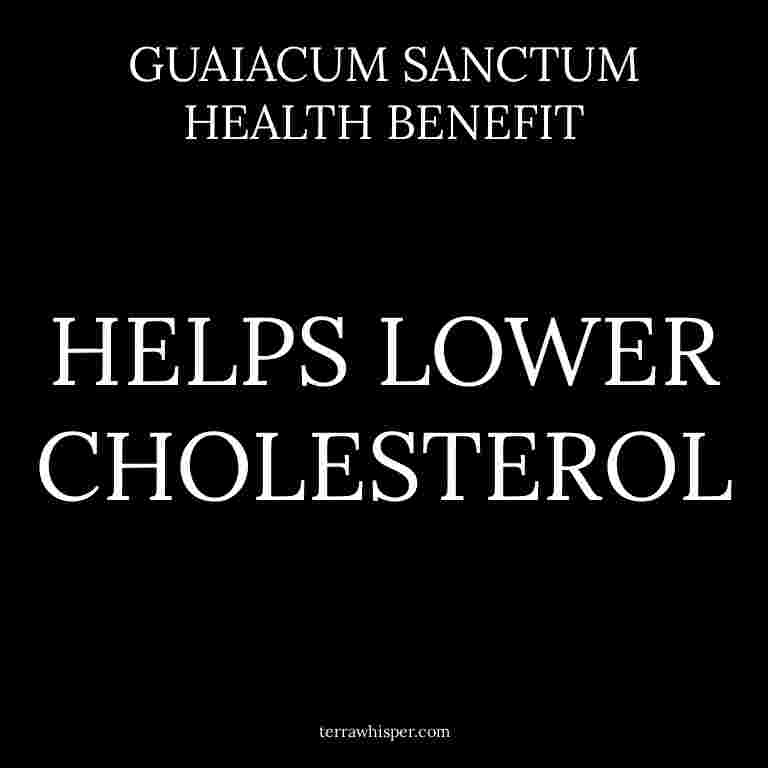 GUAIACUM SANCTUM
HEALTH BENEFIT
HELPS LOWER
CHOLESTEROL
terrawhisper.com